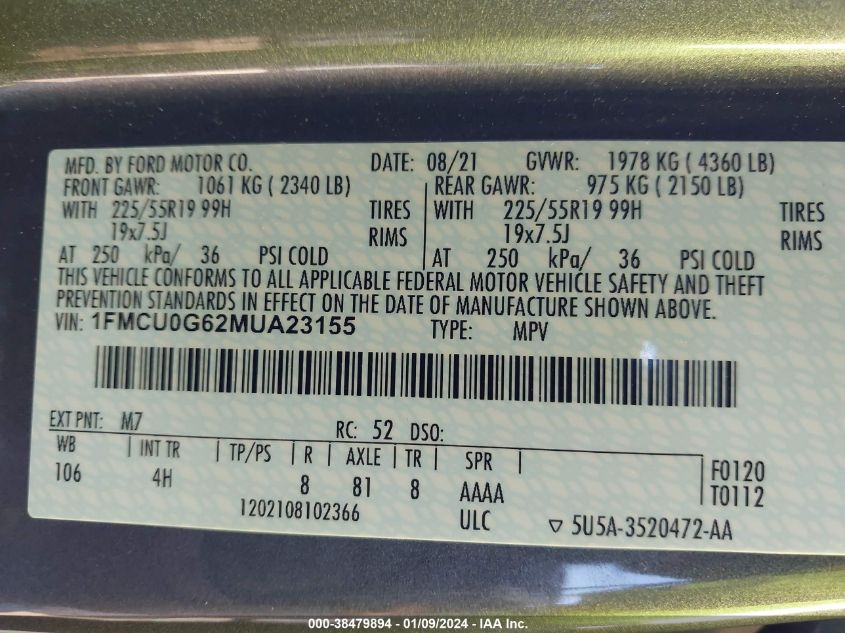 MFD. BY FORD MOTOR CO. DATE: 08/21 GVWR: 1978 KG ( 4360 LB)
FRONT GAWR: 1061 KG ( 2340 LB) REAR GAWR: 975 KG ( 2150 LB)
WITH 225/55R19 99H TIRES WITH 225/55R19 99H TIRES
19x7.5J RIMS 19x7.5J RIMS
AT 250 kPa/ 36 PSI COLD AT 250 kPa/ 36 PSI COLD
THIS VEHICLE CONFORMS TO ALL APPLICABLE FEDERAL MOTOR VEHICLE SAFETY AND THEFT
PREVENTION STANDARDS IN EFFECT ON THE DATE OF MANUFACTURE SHOWN ABOVE.
VIN: 1FMCU0G62MUA23155 TYPE: MPV
EXT PNT: M7 RC: 52 DSO:
WB INT TR TP/PS R AXLE TR SPR F0120
106 4H 8 81 8 AAAA T0112
1202108102366 ULC 5U5A-3520472-AA
000-38479894 - 01/09/2024 - IAA Inc.